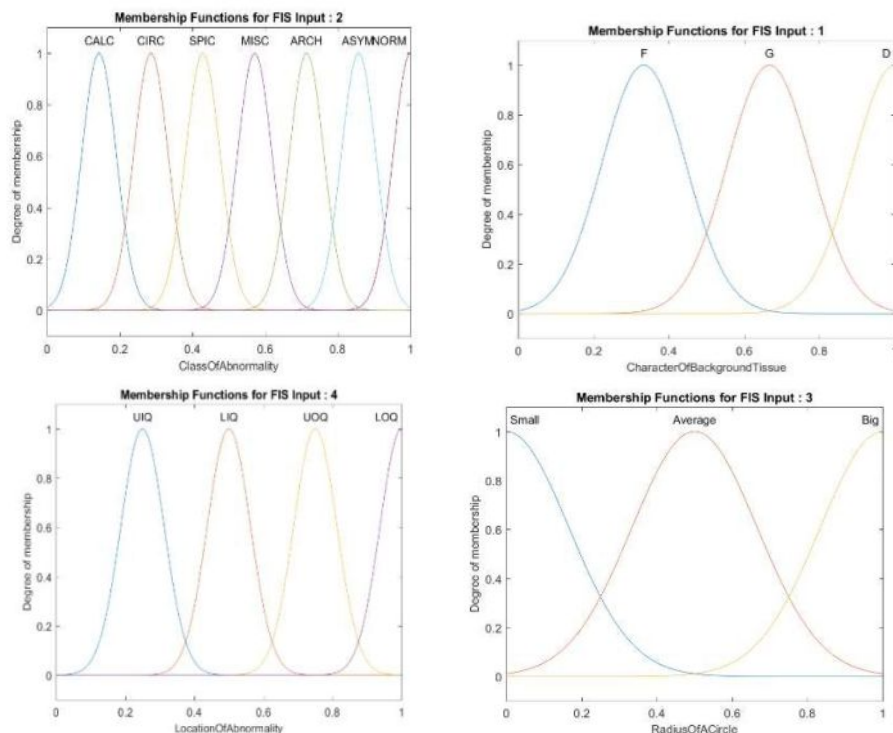 Membership Functions for FIS Input : 2
CALC CIRC SPIC MISC ARCH ASYM NORM
Degree of membership
1
0.8
0.6
0.4
0.2
0
0 0.2 0.4 0.6 0.8 1
ClassOfAbnormality
Membership Functions for FIS Input : 1
F G D
Degree of membership
1
0.8
0.6
0.4
0.2
0
0 0.2 0.4 0.6 0.8
CharacterOfBackgroundTissue
Membership Functions for FIS Input : 4
UIQ LIQ UOQ LOQ
Degree of membership
1
0.8
0.6
0.4
0.2
0
0 0.2 0.4 0.6 0.8 1
LocationOfAbnormality
Membership Functions for FIS Input : 3
Small Average Big
Degree of membership
1
0.8
0.6
0.4
0.2
0
0 0.2 0.4 0.6 0.8 1
RadiusOfACircle